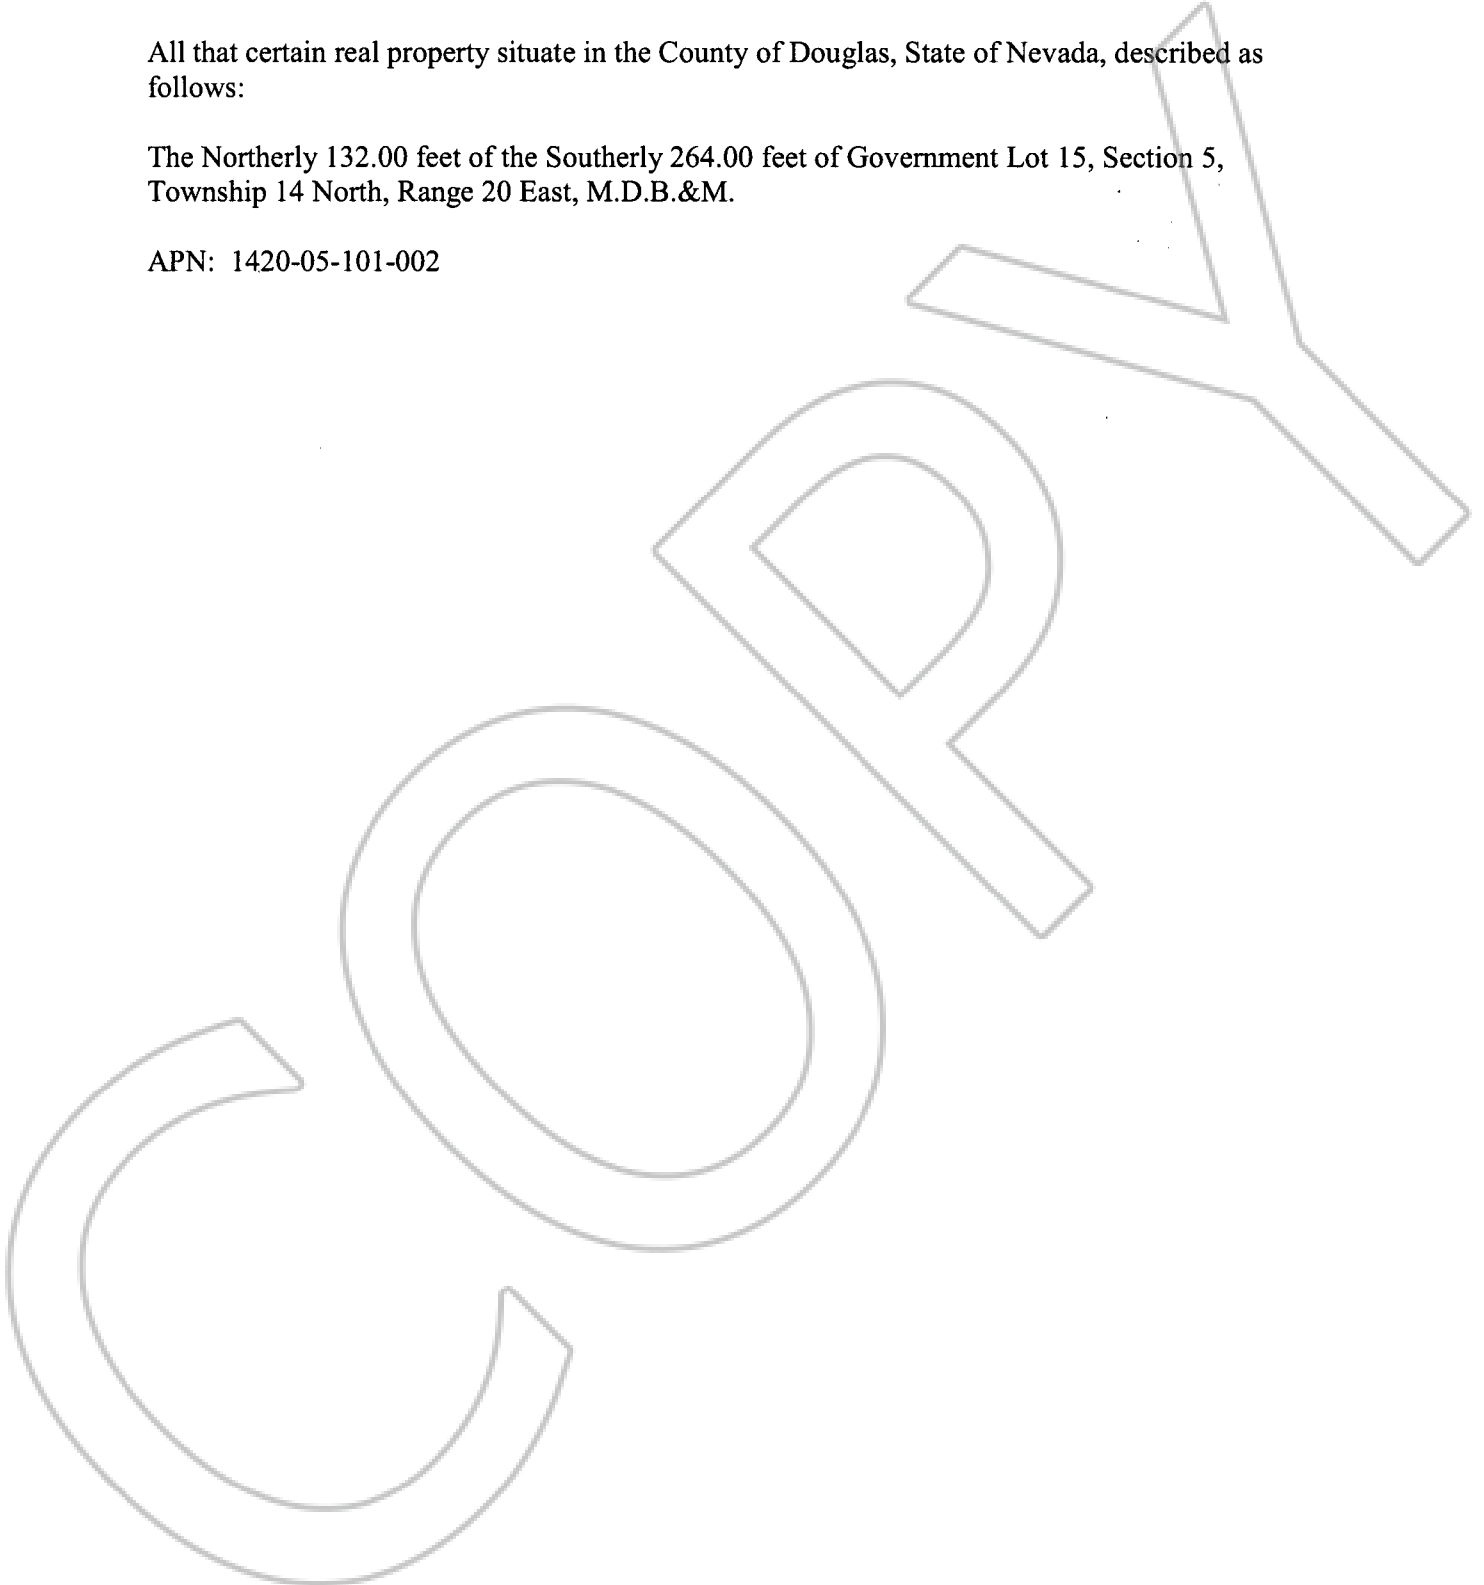 All that certain real property situate in the County of Douglas, State of Nevada, described as
follows:
The Northerly 132.00 feet of the Southerly 264.00 feet of Government Lot 15, Section 5,
Township 14 North, Range 20 East, M.D.B.&M.
APN: 1420-05-101-002
COPY